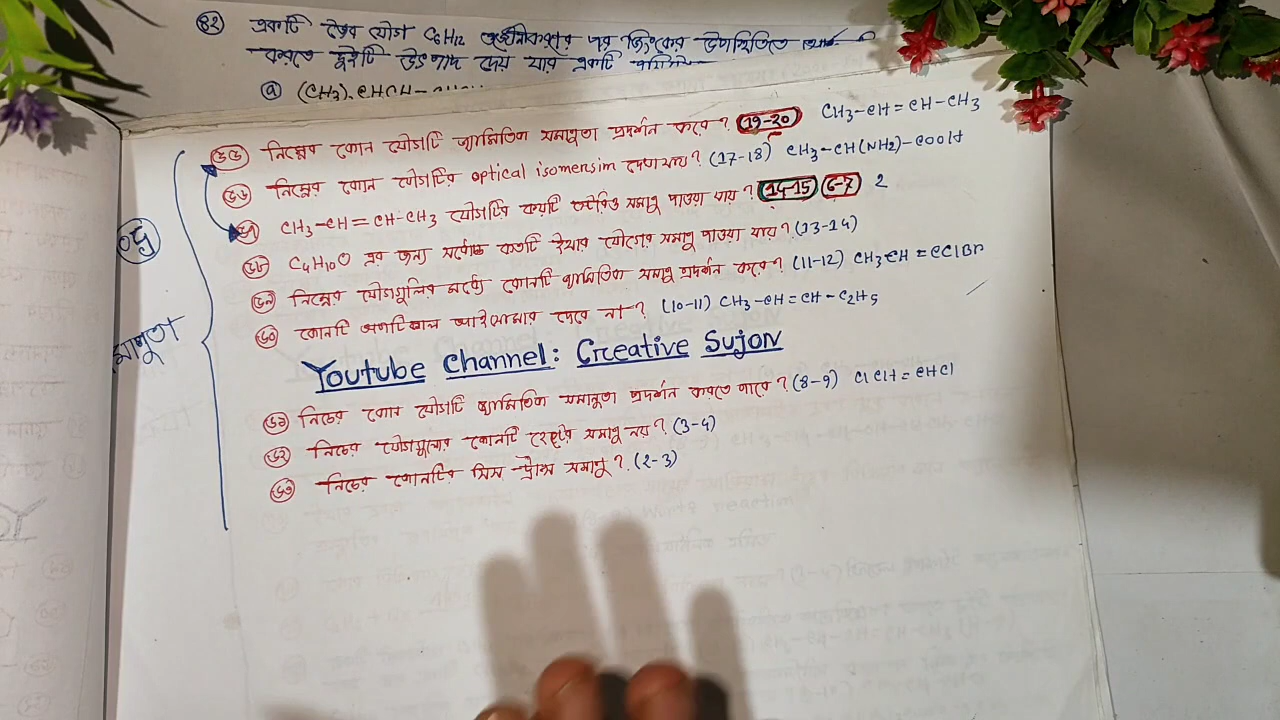 ৪২ একটি জৈব যৌগ C6H12 ওজোনীকরণের পর জিংকের উপস্থিতিতে
করলে দুইটি উৎপাদ দেয় যার একটি
ⓐ (CH3)2CHCH=
৫৫ নিম্নের কোন যৌগটি জ্যামিতিক সমানুতা প্রদর্শন করে? (19-20) CH3-CH=CH-CH3
৫৬ নিম্নের কোন যৌগটির optical isomersim দেখা যায়? (17-18) CH3-CH(NH2)-COOH
৫৭ CH3-CH=CH-CH3 যৌগটির কয়টি জ্যামিতিক সমানু পাওয়া যায়? (14-15) (6-7) 2
৫৮ C4H10O এর জন্য সর্বোচ্চ কতটি ইথার যৌগের সমানু পাওয়া যায়? (13-14)
৫৯ নিম্নের যৌগগুলির মধ্যে কোনটি জ্যামিতিক সমানু প্রদর্শন করে? (11-12) CH3CH=CClBr
৬০ কোনটি অপটিক্যাল আইসোমার দেবে না? (10-11) CH3-CH=CH-C2H5
Youtube Channel: Creative Sujon
৬১ নিচের কোন যৌগটি জ্যামিতিক সমানুতা প্রদর্শন করতে পারে? (8-9) ClCH=CHCl
৬২ নিচের যৌগগুলোর কোনটি সমানু নয়? (3-4)
৬৩ নিচের কোনটির সিস ট্রান্স সমানু? (2-3)
০৬
সমানুতা